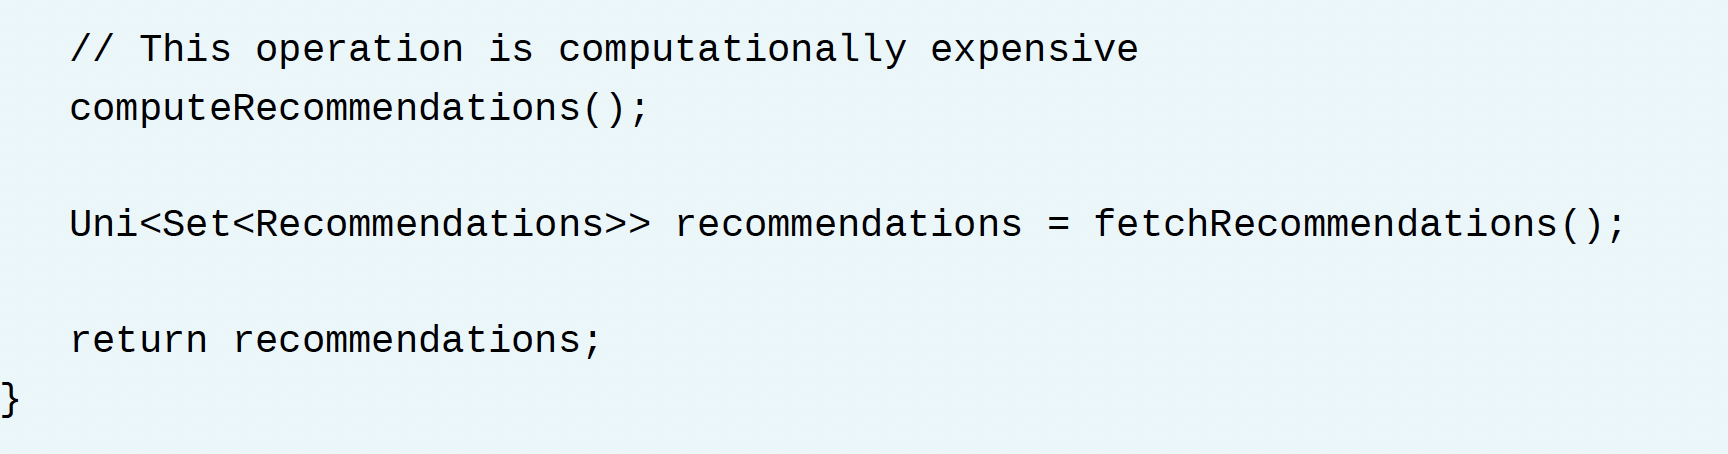 // This operation is computationally expensive
computeRecommendations();
Uni<Set<Recommendations>> recommendations = fetchRecommendations();
return recommendations;
}